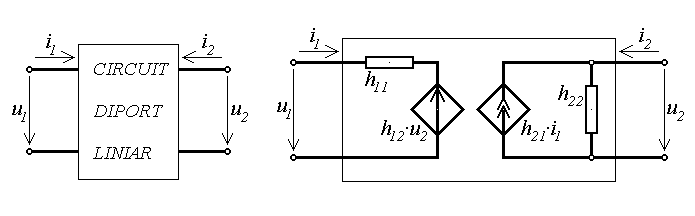 i1 i2
CIRCUIT
u1 DIPORT u2
LINIAR
i1 i2
h11
u1 h12·u2 h21·i1 h22 u2